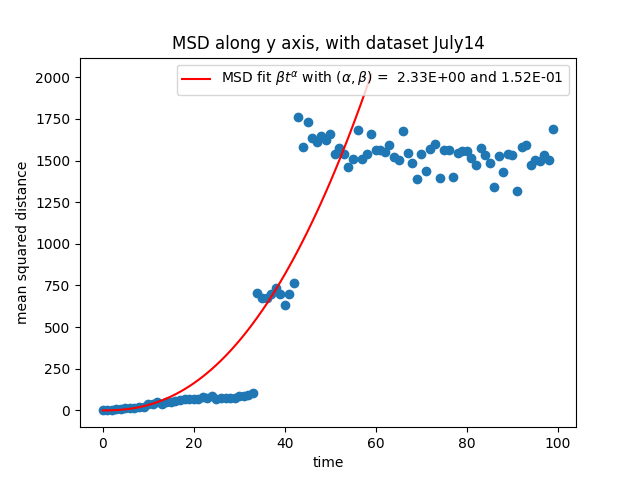 MSD along y axis, with dataset July14
MSD fit βt^α with (α, β) =  2.33E+00 and 1.52E-01
mean squared distance
2000
1750
1500
1250
1000
750
500
250
0
0 20 40 60 80 100
time